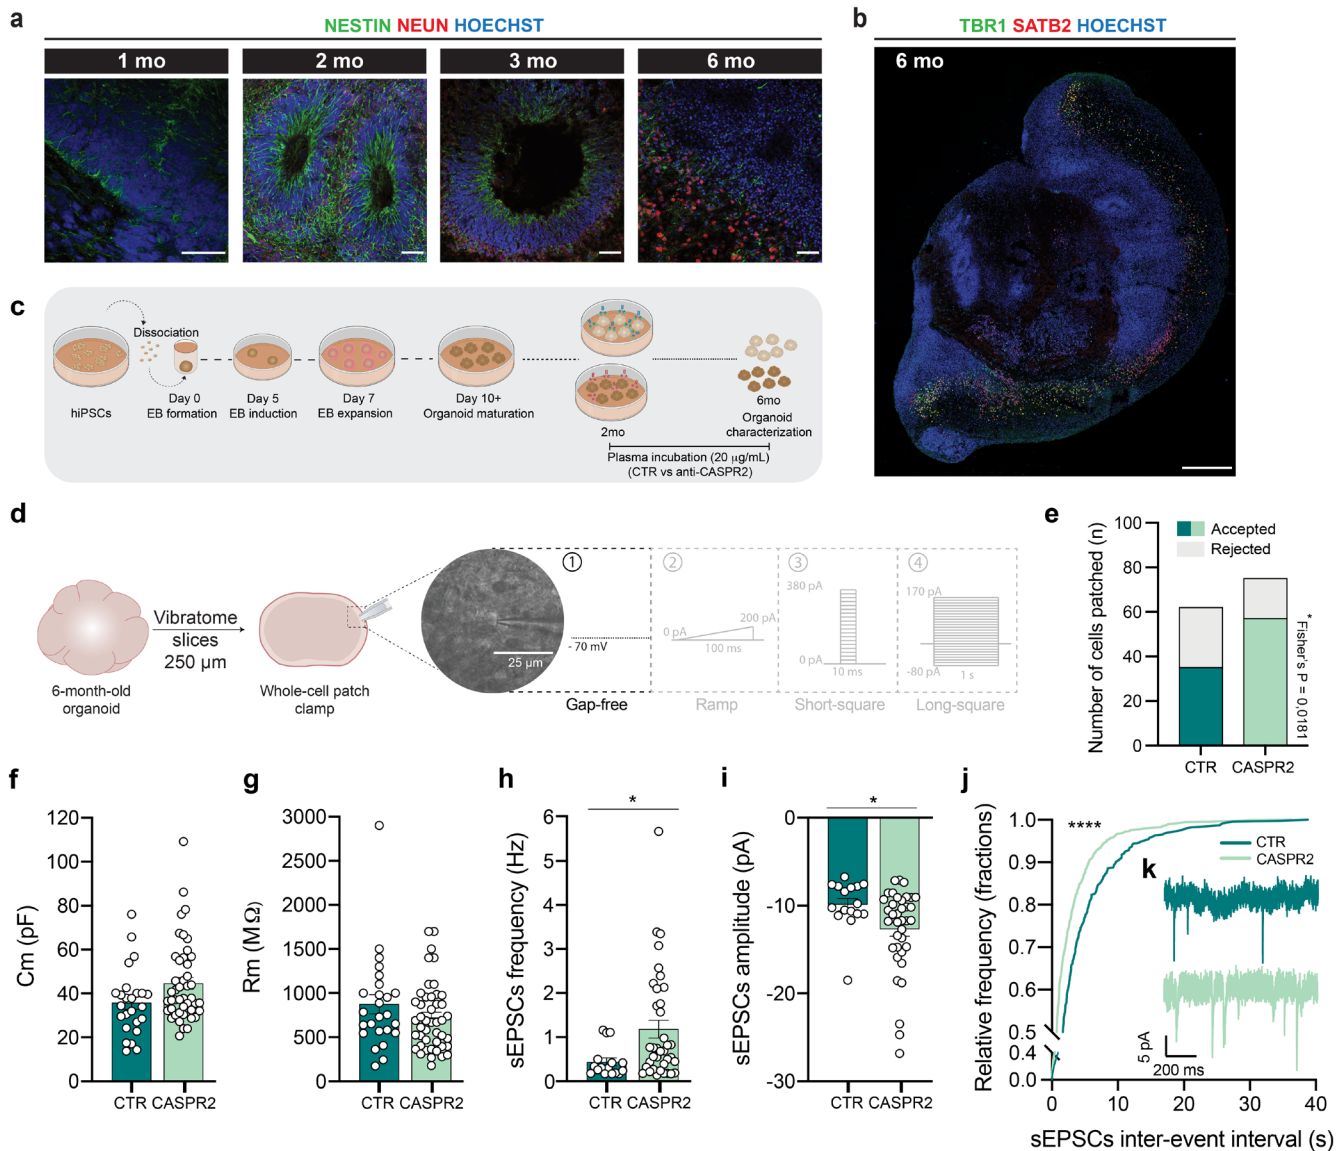 a
NESTIN NEUN HOECHST
1 mo
2 mo
3 mo
6 mo
b
TBR1 SATB2 HOECHST
6 mo
c
Dissociation
hiPSCs
Day 0
EB formation
Day 5
EB induction
Day 7
EB expansion
Day 10+
Organoid maturation
2mo
6mo
Organoid
characterization
Plasma incubation (20 µg/mL)
(CTR vs anti-CASPR2)
d
6-month-old
organoid
Vibratome
slices
250 µm
Whole-cell patch
clamp
25 µm
1
- 70 mV
Gap-free
2
0 pA
200 pA
100 ms
Ramp
3
380 pA
0 pA
10 ms
Short-square
4
170 pA
-80 pA
1 s
Long-square
e
Number of cells patched (n)
100
80
60
40
20
0
Accepted
Rejected
* Fisher's P = 0,0181
CTR
CASPR2
f
Cm (pF)
120
100
80
60
40
20
0
CTR CASPR2
g
Rm (MΩ)
3000
2500
2000
1500
1000
500
0
CTR CASPR2
h
sEPSCs frequency (Hz)
6
5
4
3
2
1
0
*
CTR CASPR2
i
sEPSCs amplitude (pA)
0
-10
-20
-30
*
CTR CASPR2
j
Relative frequency (fractions)
1.0
0.9
0.8
0.7
0.6
0.5
0.4
0.0
****
CTR
CASPR2
k
5 pA
200 ms
0 10 20 30 40
sEPSCs inter-event interval (s)